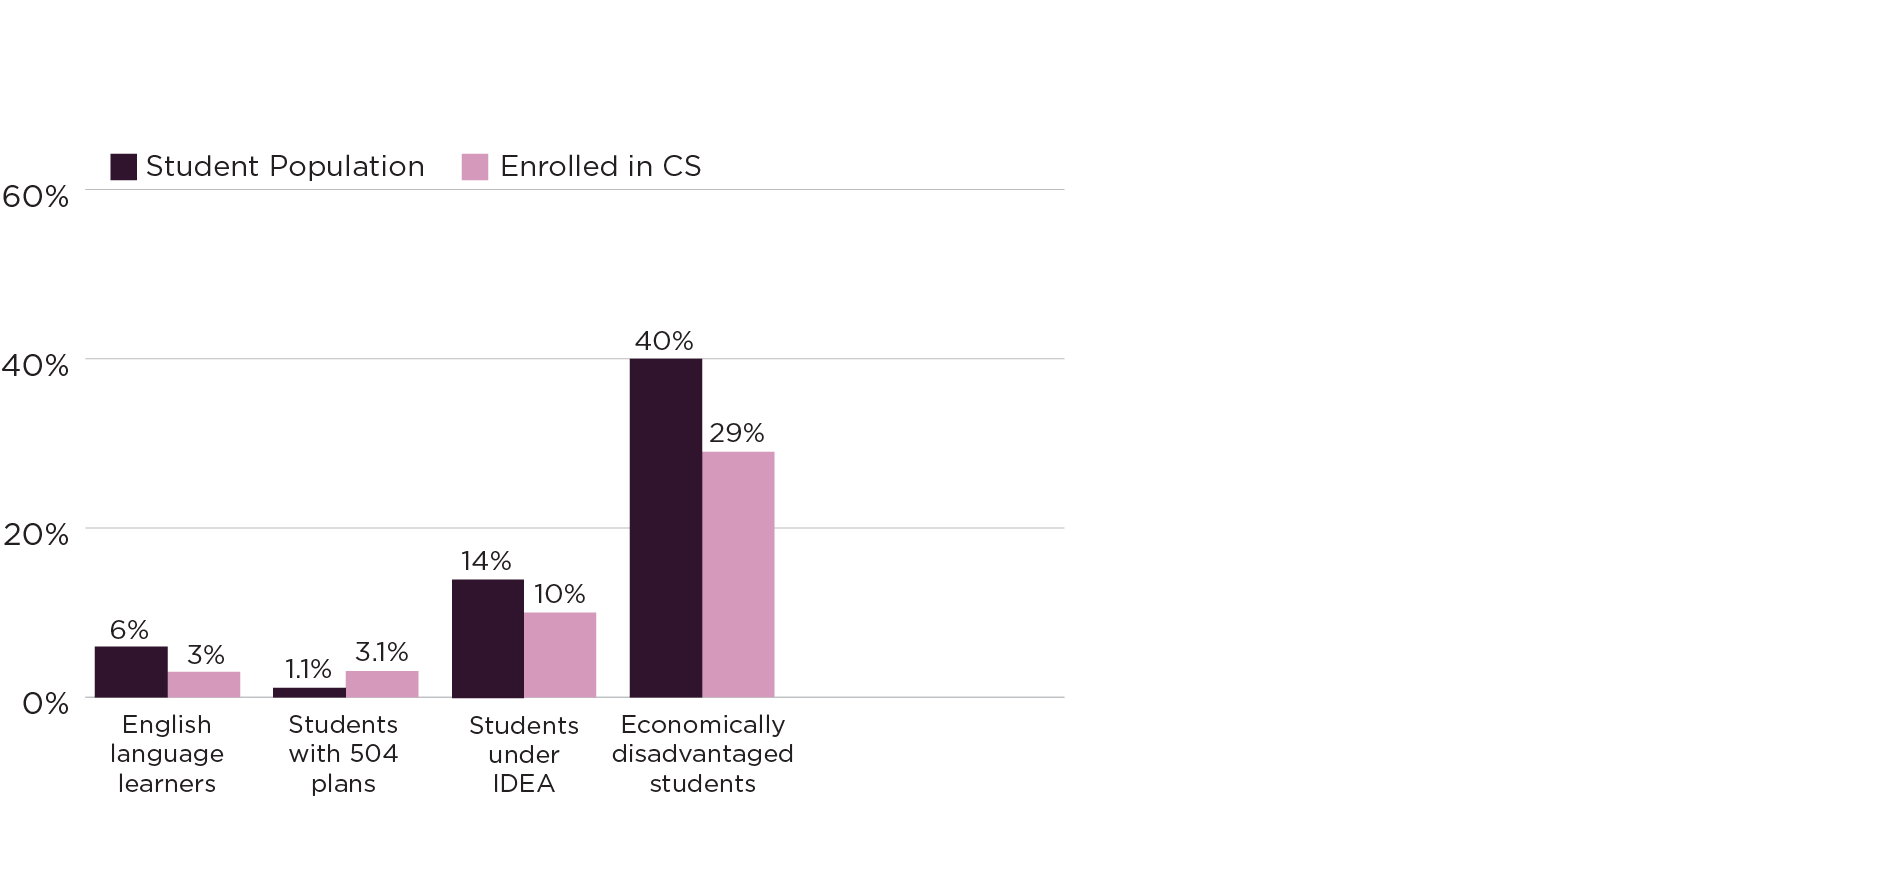 Student Population
Enrolled in CS
60%
40%
20%
0%
6%
3%
1.1%
3.1%
14%
10%
40%
29%
English
language
learners
Students
with 504
plans
Students
under
IDEA
Economically
disadvantaged
students